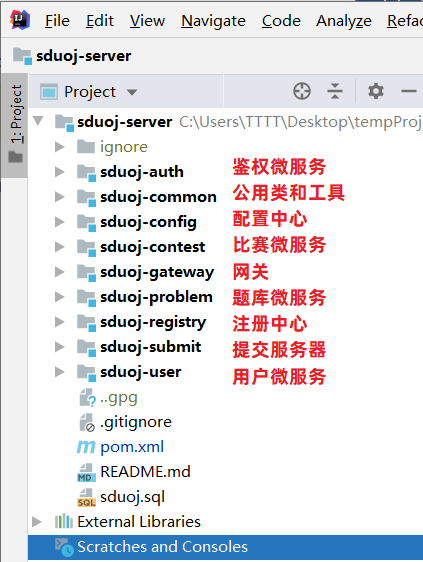 File Edit View Navigate Code Analyze Refa
sduoj-server
1: Project
Project
sduoj-server C:\Users\TTTT\Desktop\tempProj
ignore
sduoj-auth 鉴权微服务
sduoj-common 公用类和工具
sduoj-config 配置中心
sduoj-contest 比赛微服务
sduoj-gateway 网关
sduoj-problem 题库微服务
sduoj-registry 注册中心
sduoj-submit 提交服务器
sduoj-user 用户微服务
..gpg
.gitignore
pom.xml
README.md
sduoj.sql
External Libraries
Scratches and Consoles